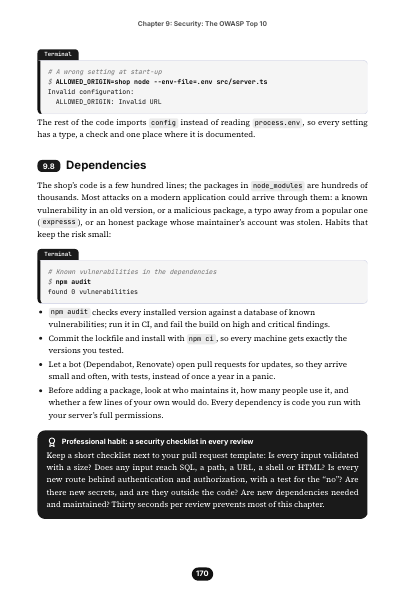 Chapter 9: Security: The OWASP Top 10
Terminal
# A wrong setting at start-up
$ ALLOWED_ORIGIN=shop node --env-file=.env src/server.ts
Invalid configuration:
ALLOWED_ORIGIN: Invalid URL
The rest of the code imports config instead of reading process.env, so every setting
has a type, a check and one place where it is documented.
9.8 Dependencies
The shop's code is a few hundred lines; the packages in node_modules are hundreds of
thousands. Most attacks on a modern application could arrive through them: a known
vulnerability in an old version, or a malicious package, a typo away from a popular one
(expresss), or an honest package whose maintainer's account was stolen. Habits that
keep the risk small:
Terminal
# Known vulnerabilities in the dependencies
$ npm audit
found 0 vulnerabilities
• npm audit checks every installed version against a database of known
vulnerabilities; run it in CI, and fail the build on high and critical findings.
• Commit the lockfile and install with npm ci, so every machine gets exactly the
versions you tested.
• Let a bot (Dependabot, Renovate) open pull requests for updates, so they arrive
small and often, with tests, instead of once a year in a panic.
• Before adding a package, look at who maintains it, how many people use it, and
whether a few lines of your own would do. Every dependency is code you run with
your server's full permissions.
Professional habit: a security checklist in every review
Keep a short checklist next to your pull request template: Is every input validated
with a size? Does any input reach SQL, a path, a URL, a shell or HTML? Is every
new route behind authentication and authorization, with a test for the "no"? Are
there new secrets, and are they outside the code? Are new dependencies needed
and maintained? Thirty seconds per review prevents most of this chapter.
170